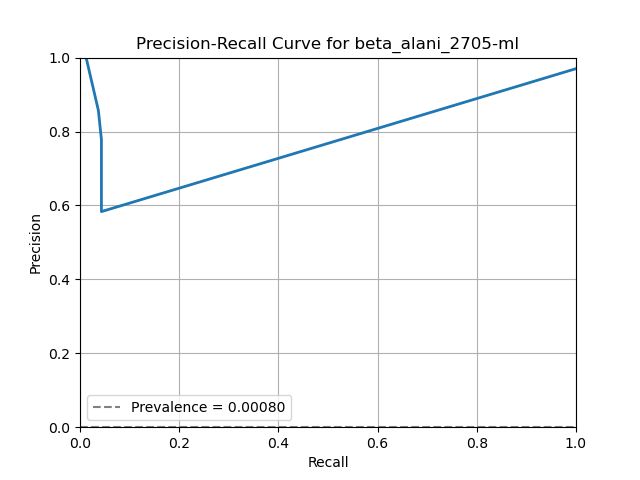 Precision-Recall Curve for beta_alani_2705-ml
1.0
0.8
0.6
0.4
0.2
0.0
Precision
Prevalence = 0.00080
0.0 0.2 0.4 0.6 0.8 1.0
Recall